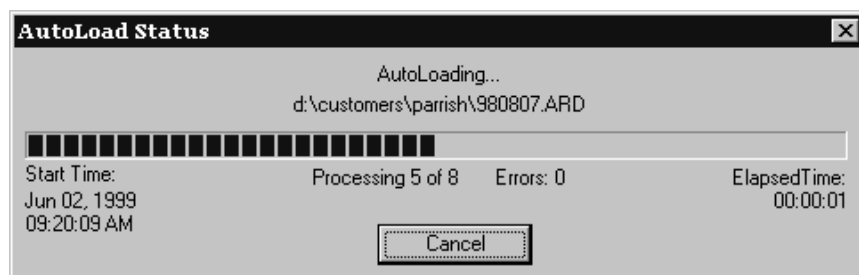 AutoLoad Status
AutoLoading...
d:\customers\parrish\980807.ARD
Start Time:
Jun 02, 1999
09:20:09 AM
Processing 5 of 8 Errors: 0
ElapsedTime:
00:00:01
Cancel